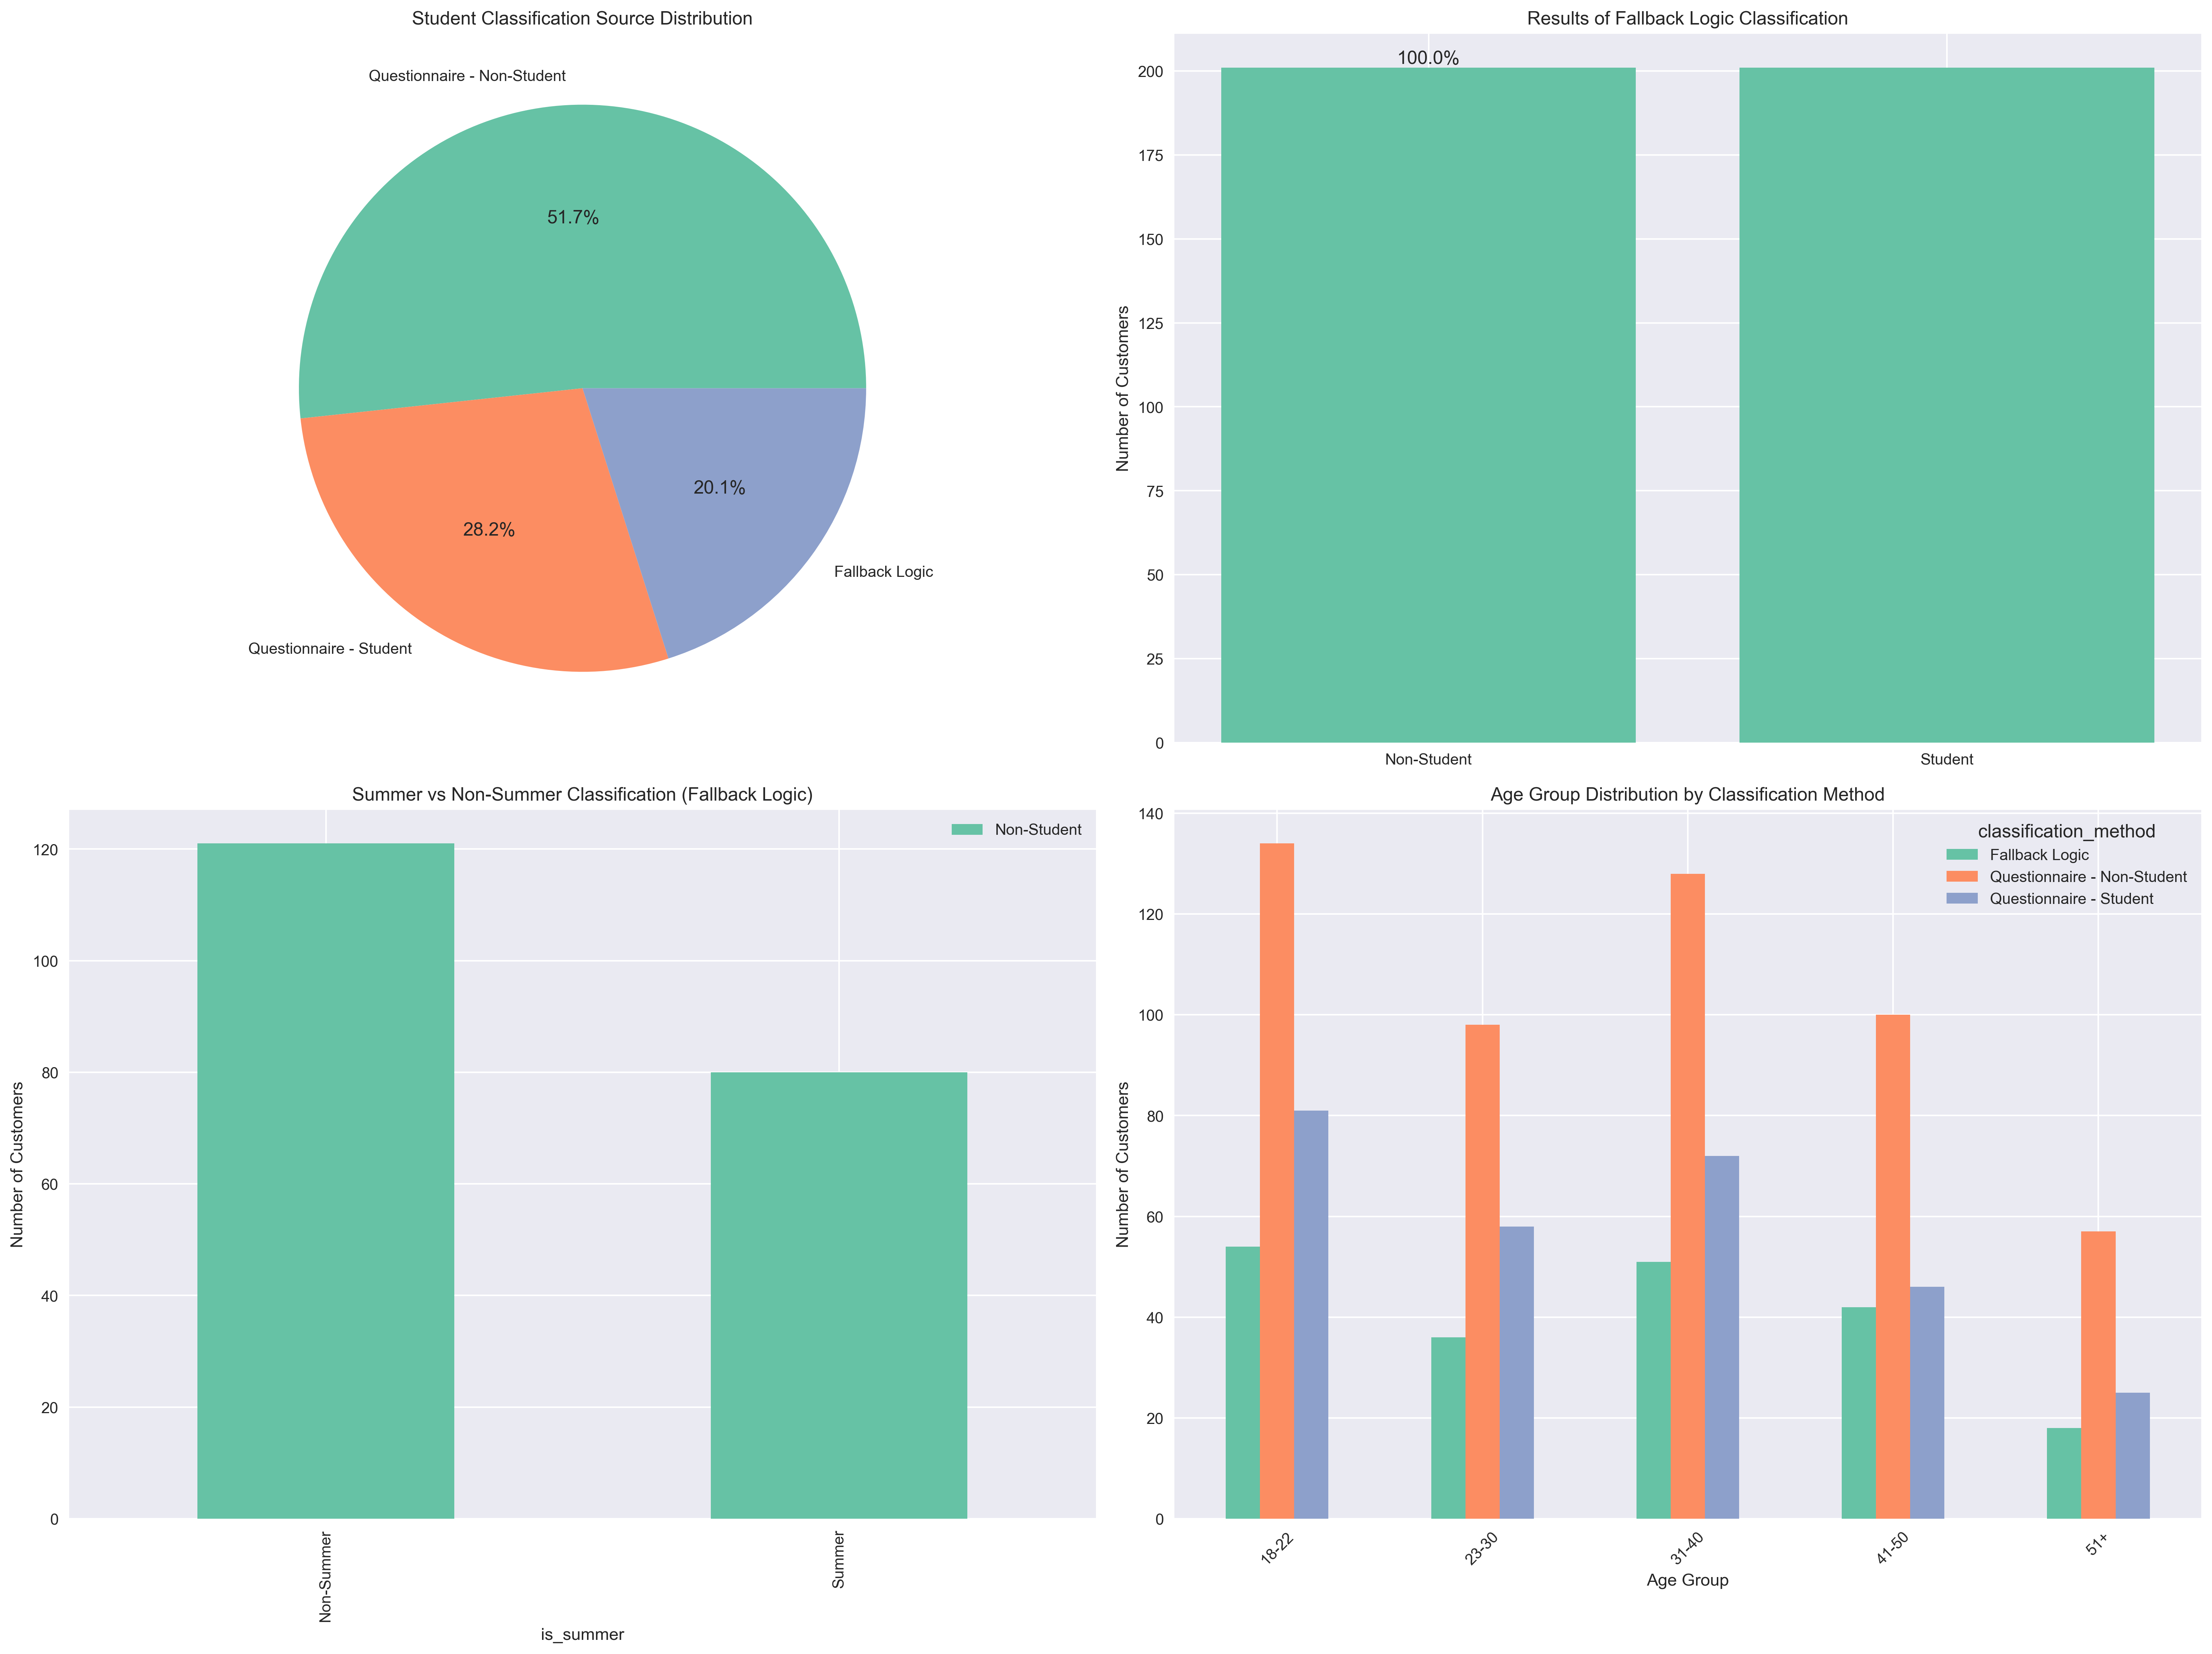 Student Classification Source Distribution
Questionnaire - Non-Student
51.7%
28.2%
20.1%
Fallback Logic
Questionnaire - Student
Results of Fallback Logic Classification
100.0%
Number of Customers
200
175
150
125
100
75
50
25
0
Non-Student
Student
Summer vs Non-Summer Classification (Fallback Logic)
Non-Student
Number of Customers
120
100
80
60
40
20
0
Non-Summer
Summer
is_summer
Age Group Distribution by Classification Method
classification_method
Fallback Logic
Questionnaire - Non-Student
Questionnaire - Student
Number of Customers
140
120
100
80
60
40
20
0
18-22
23-30
31-40
41-50
51+
Age Group